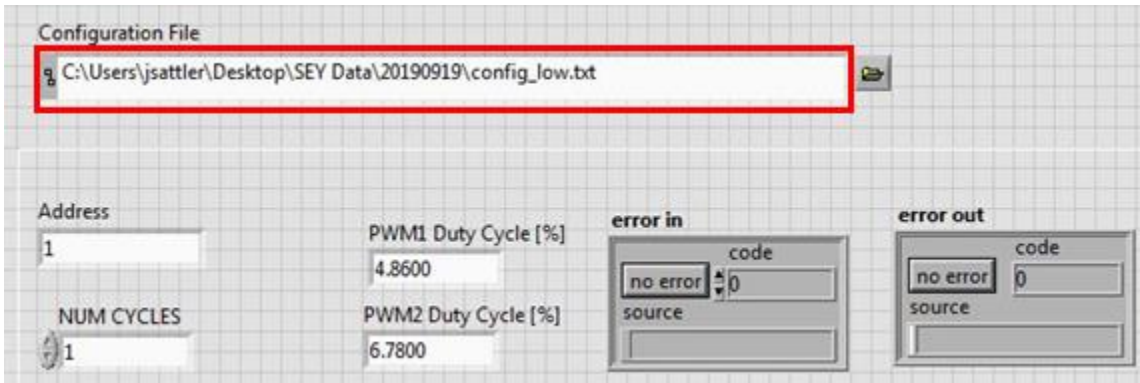 Configuration File
C:\Users\jsattler\Desktop\SEY Data\20190919\config_low.txt
Address
1
NUM CYCLES
1
PWM1 Duty Cycle [%]
4.8600
PWM2 Duty Cycle [%]
6.7800
error in
code
no error
0
source
error out
code
no error
0
source